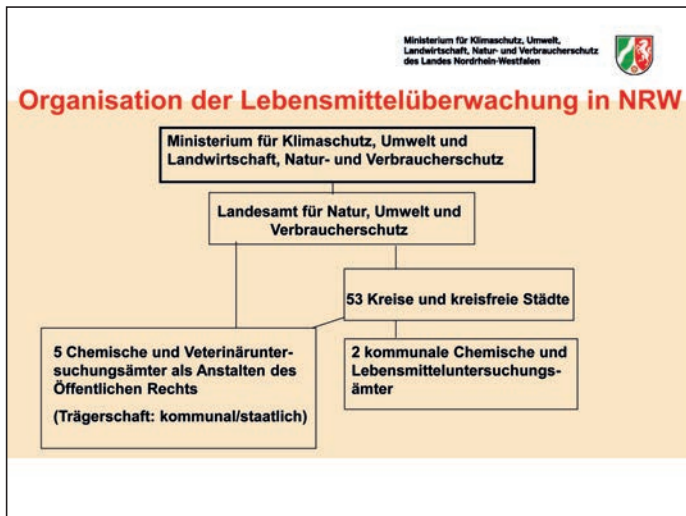 Ministerium für Klimaschutz, Umwelt,
Landwirtschaft, Natur- und Verbraucherschutz
des Landes Nordrhein-Westfalen
Organisation der Lebensmittelüberwachung in NRW
Ministerium für Klimaschutz, Umwelt und
Landwirtschaft, Natur- und Verbraucherschutz
Landesamt für Natur, Umwelt und
Verbraucherschutz
53 Kreise und kreisfreie Städte
5 Chemische und Veterinärunter-
suchungsämter als Anstalten des
Öffentlichen Rechts
(Trägerschaft: kommunal/staatlich)
2 kommunale Chemische und
Lebensmitteluntersuchungs-
ämter